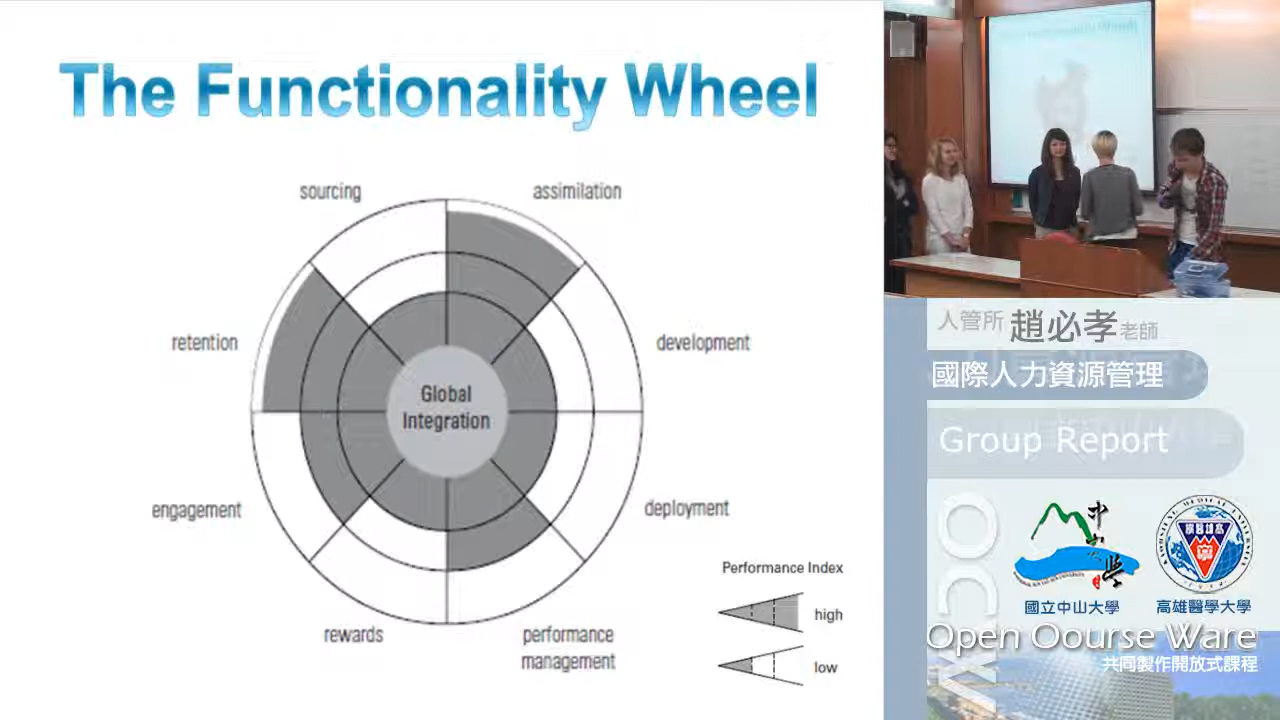 The Functionality Wheel
sourcing
assimilation
retention
development
Global
Integration
engagement
deployment
rewards
performance
management
Performance Index
high
low
人管所 趙必孝老師
國際人力資源管理
Group Report
OCW
國立中山大學
高雄醫學大學
Open Oourse Ware
共同製作開放式課程